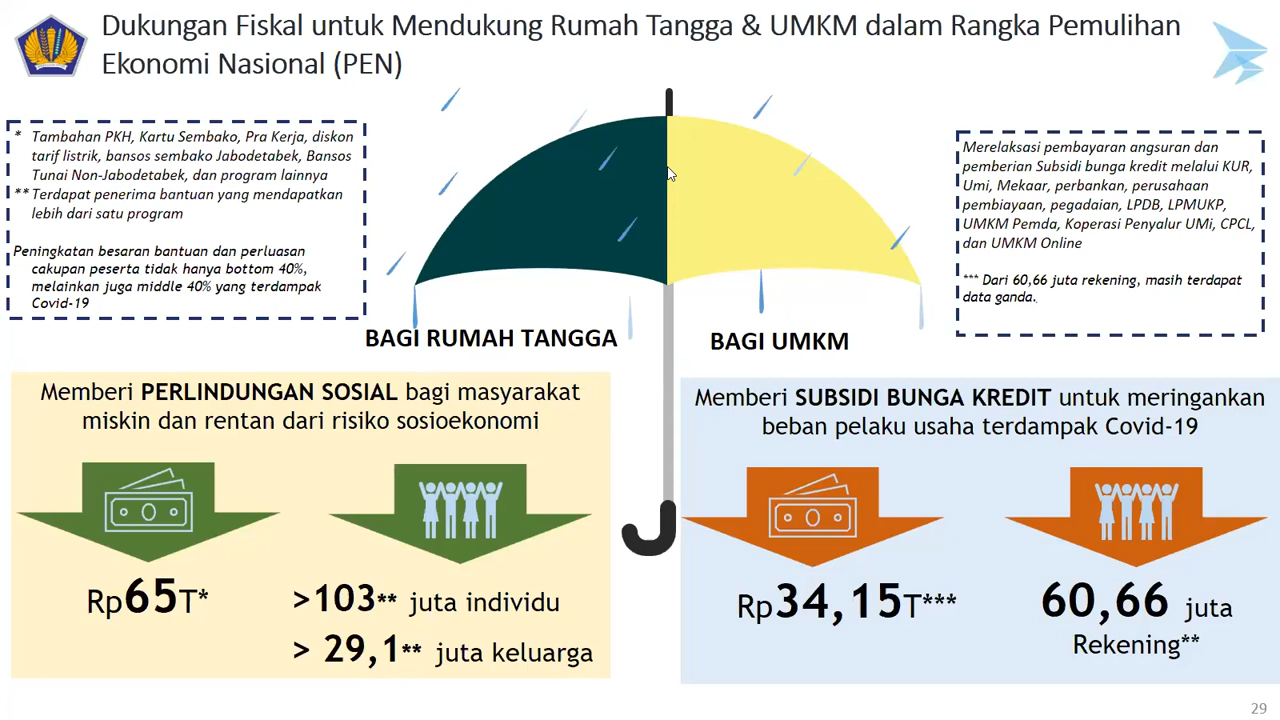 Dukungan Fiskal untuk Mendukung Rumah Tangga & UMKM dalam Rangka Pemulihan
Ekonomi Nasional (PEN)
* Tambahan PKH, Kartu Sembako, Pra Kerja, diskon
tarif listrik, bansos sembako Jabodetabek, Bansos
Tunai Non-Jabodetabek, dan program lainnya
** Terdapat penerima bantuan yang mendapatkan
lebih dari satu program
Peningkatan besaran bantuan dan perluasan
cakupan peserta tidak hanya bottom 40%,
melainkan juga middle 40% yang terdampak
Covid-19
Merelaksasi pembayaran angsuran dan
pemberian Subsidi bunga kredit melalui KUR,
Umi, Mekaar, perbankan, perusahaan
pembiayaan, pegadaian, LPDB, LPMUKP,
UMKM Pemda, Koperasi Penyalur UMi, CPCL,
dan UMKM Online
*** Dari 60,66 juta rekening, masih terdapat
data ganda.
BAGI RUMAH TANGGA
BAGI UMKM
Memberi PERLINDUNGAN SOSIAL bagi masyarakat
miskin dan rentan dari risiko sosioekonomi
Rp65T*
>103** juta individu
> 29,1** juta keluarga
Memberi SUBSIDI BUNGA KREDIT untuk meringankan
beban pelaku usaha terdampak Covid-19
Rp34,15T***
60,66 juta
Rekening**
29